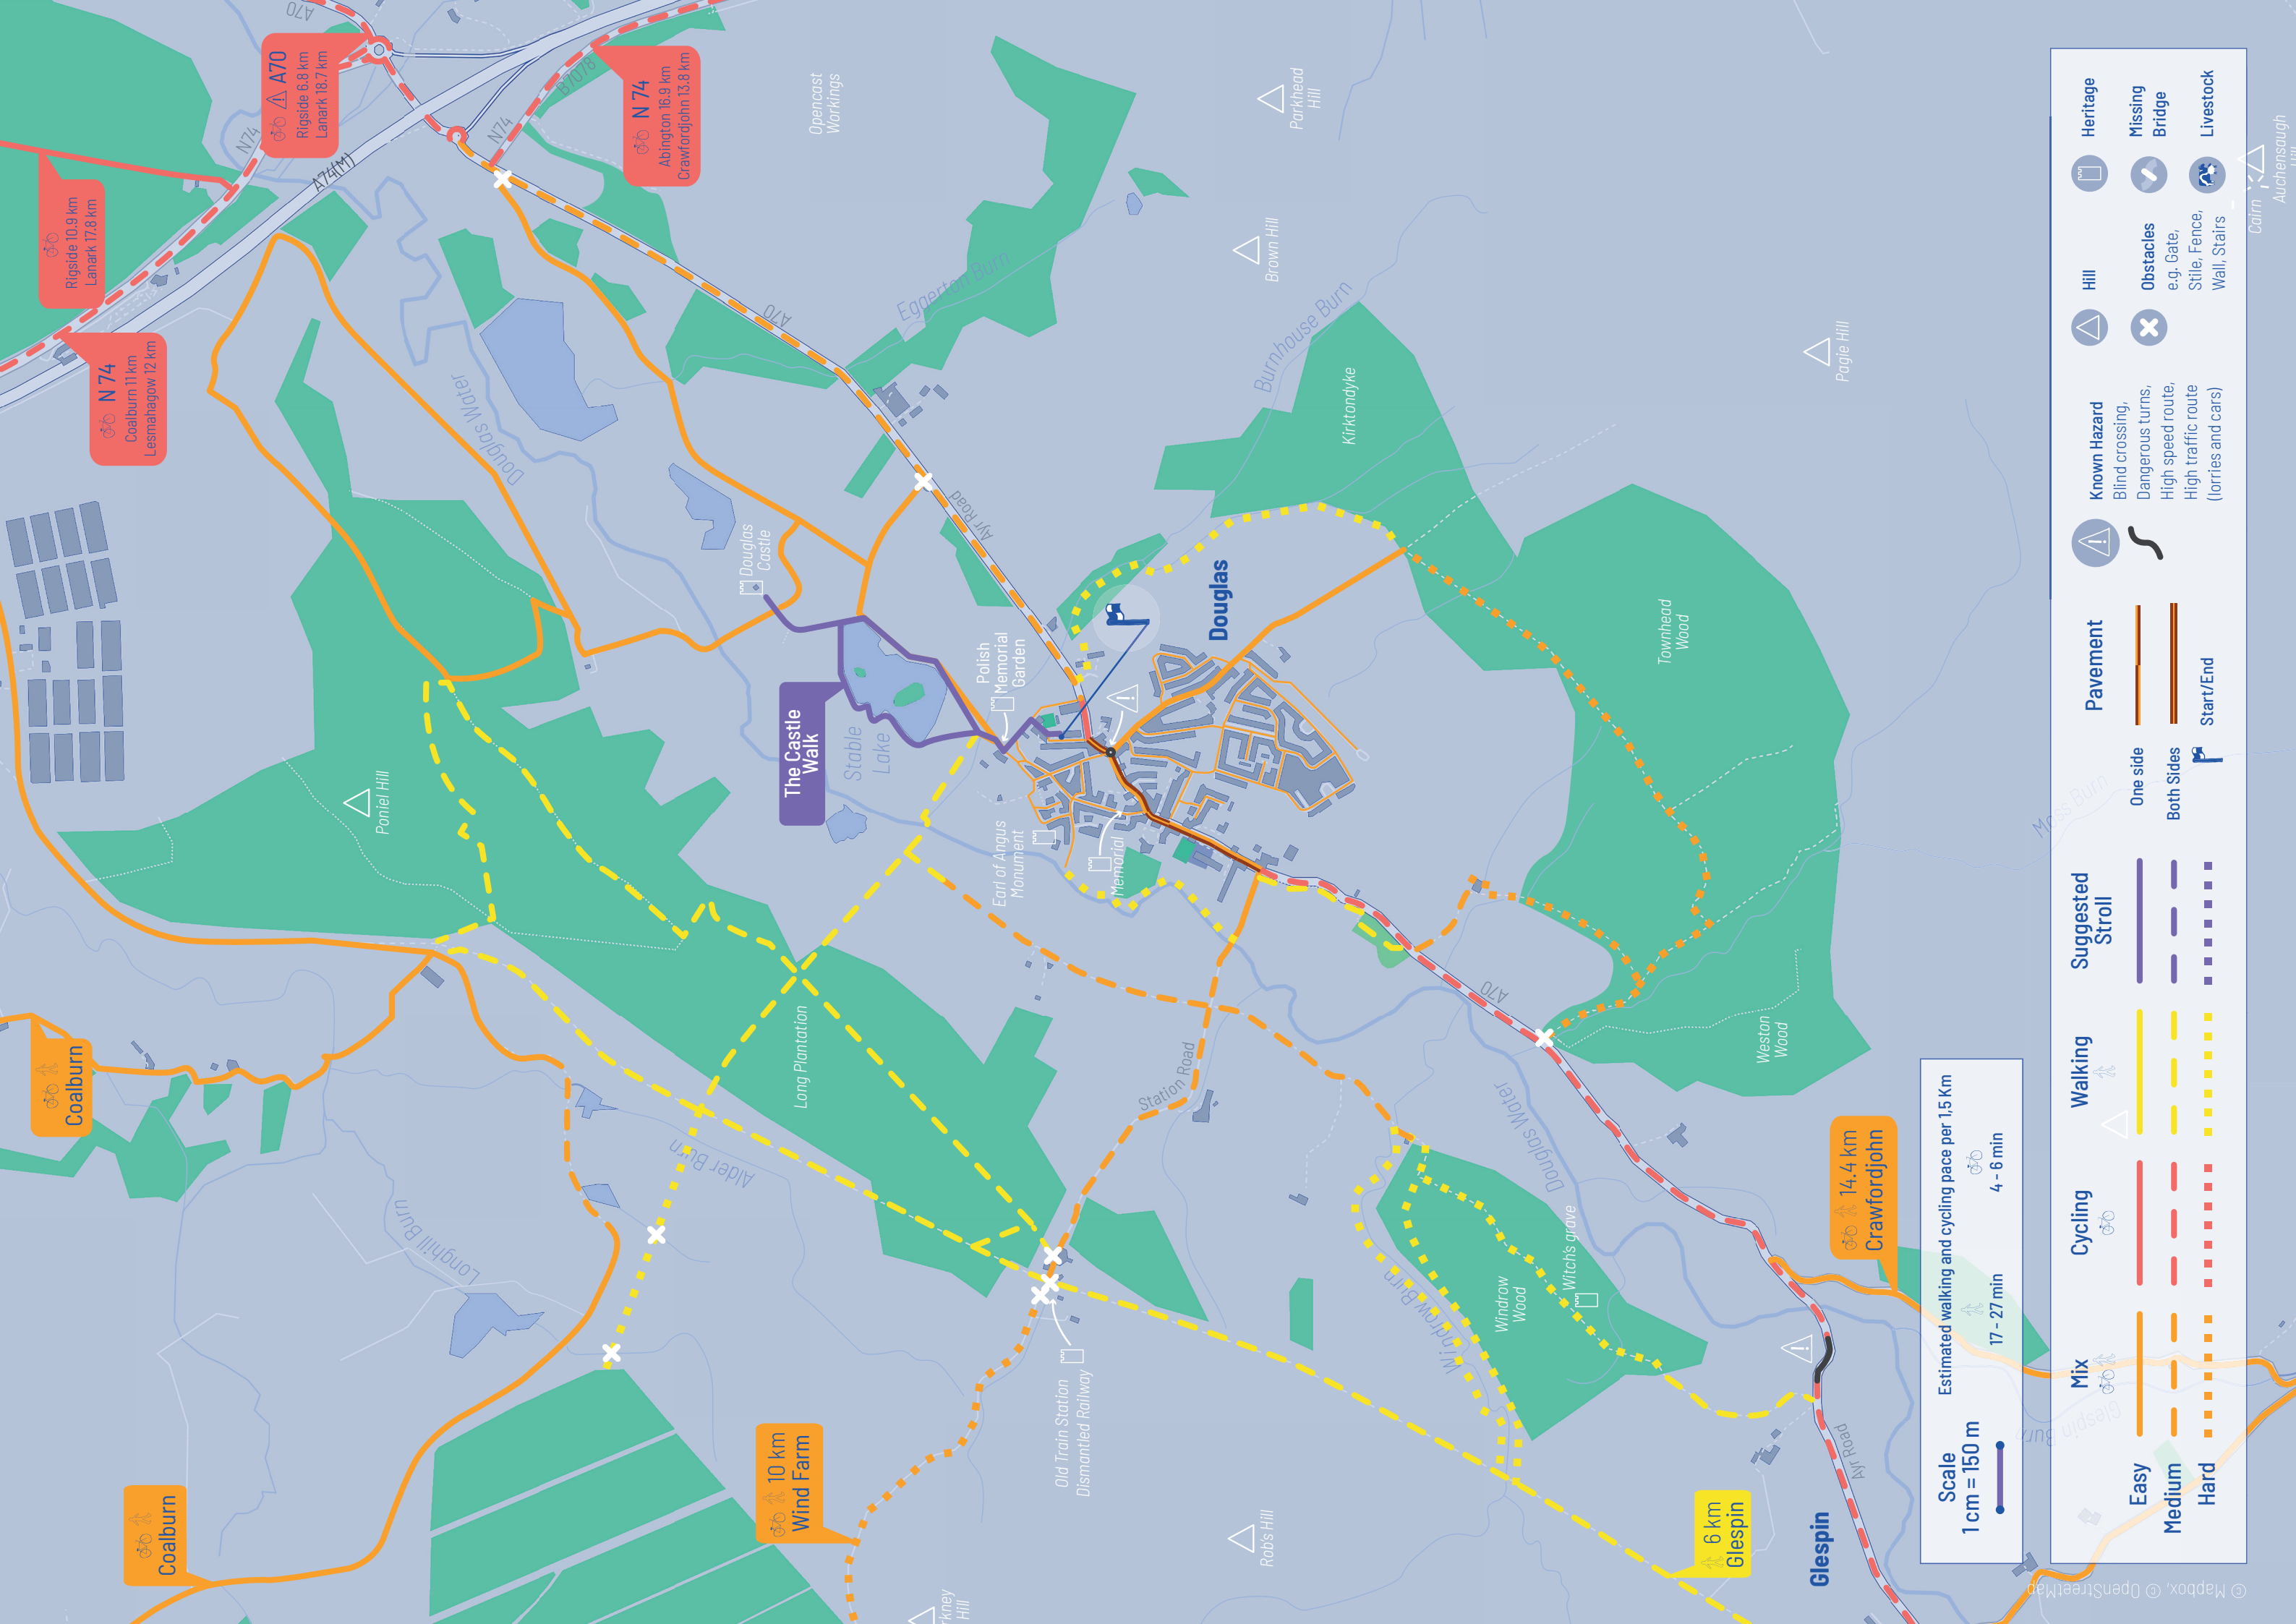 A70
N74
A70
Rigside 6.8 km
Lanark 18.7 km
B7078
N 74
Abington 16.9 km
Crawfordjohn 13.8 km
N74
A74(M)
Rigside 10.9 km
Lanark 17.8 km
N 74
Coalburn 11 km
Lesmahagow 12 km
Opencast
Workings
Parkhead
Hill
Brown Hill
Eggerton Burn
A70
Burnhouse Burn
Kirktondyke
Pagie Hill
Cairn
Auchensaugh
Douglas Water
Ayr Road
Douglas
Castle
Polish
Memorial
Garden
Douglas
Townhead
Wood
The Castle
Walk
Stable
Lake
Poniel Hill
Earl of Angus
Monument
Memorial
A70
Moss Burn
Long Plantation
Station Road
Weston
Wood
Coalburn
Alder Burn
Longhill Burn
Douglas Water
Windrow Burn
Windrow
Wood
Witch's grave
14.4 km
Crawfordjohn
Old Train Station
Dismantled Railway
10 km
Wind Farm
Coalburn
Rob's Hill
6 km
Glespin
Ayr Road
Glespin
Glespin Burn
Scale
1 cm = 150 m
Estimated walking and cycling pace per 1,5 Km
17 - 27 min
4 - 6 min
Easy
Medium
Hard
Mix
Cycling
Walking
Suggested
Stroll
Pavement
One side
Both Sides
Start/End
Known Hazard
Blind crossing,
Dangerous turns,
High speed route,
High traffic route
(lorries and cars)
Hill
Obstacles
e.g. Gate,
Stile, Fence,
Wall, Stairs
Heritage
Missing
Bridge
Livestock
© Mapbox, © OpenStreetMap